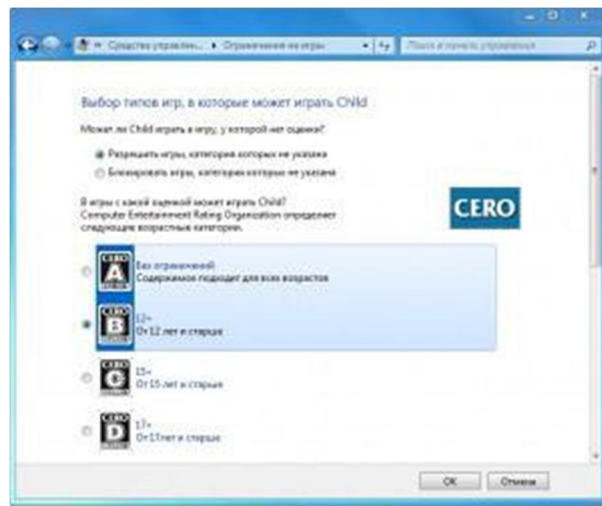 Средства управлен... ▸ Ограничения на игры
Поиск в панели управления
Выбор типов игр, в которые может играть Child
Может ли Child играть в игру, у которой нет оценки?
Разрешить игры, категория которых не указана
Блокировать игры, категория которых не указана
В игры с какой оценкой может играть Child?
Computer Entertainment Rating Organization определяет
следующие возрастные категории.
CERO
CERO
A
Без ограничений
Содержимое подходит для всех возрастов
CERO
B
12+
От 12 лет и старше
CERO
C
15+
От 15 лет и старше
CERO
D
17+
От 17лет и старше
OK
Отмена